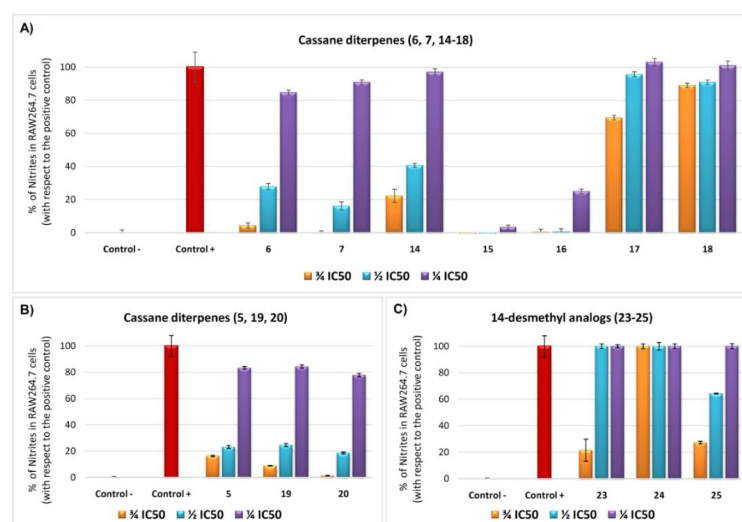 A)
Cassane diterpenes (6, 7, 14-18)
% of Nitrites in RAW264.7 cells
(with respect to the positive control)
100
80
60
40
20
0
Control - Control + 6 7 14 15 16 17 18
¾ IC50 ½ IC50 ¼ IC50
B)
Cassane diterpenes (5, 19, 20)
% of Nitrites in RAW264.7 cells
(with respect to the positive control)
100
80
60
40
20
0
Control - Control + 5 19 20
¾ IC50 ½ IC50 ¼ IC50
C)
14-desmethyl analogs (23-25)
% of Nitrites in RAW264.7 cells
(with respect to the positive control)
100
80
60
40
20
0
Control - Control + 23 24 25
¾ IC50 ½ IC50 ¼ IC50